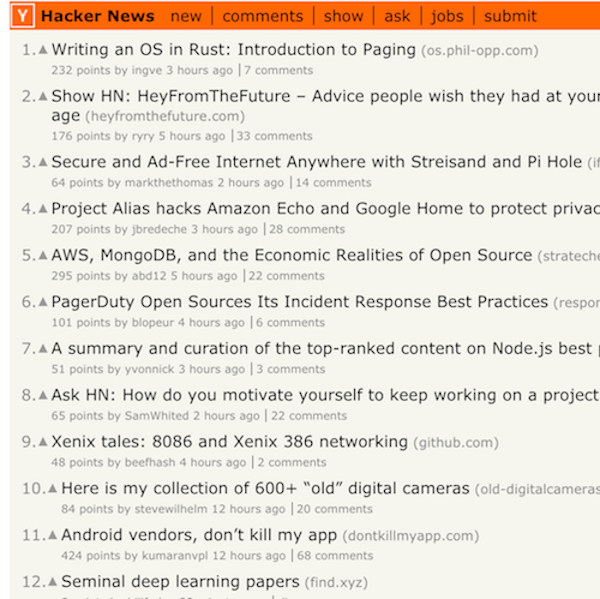 Y Hacker News new | comments | show | ask | jobs | submit
1. ▲ Writing an OS in Rust: Introduction to Paging (os.phil-opp.com)
232 points by ingve 3 hours ago | 7 comments
2. ▲ Show HN: HeyFromTheFuture – Advice people wish they had at your
age (heyfromthefuture.com)
176 points by ryry 5 hours ago | 33 comments
3. ▲ Secure and Ad-Free Internet Anywhere with Streisand and Pi Hole (if
64 points by markthethomas 2 hours ago | 14 comments
4. ▲ Project Alias hacks Amazon Echo and Google Home to protect privac
207 points by jbredeche 3 hours ago | 28 comments
5. ▲ AWS, MongoDB, and the Economic Realities of Open Source (strateche
295 points by abd12 5 hours ago | 22 comments
6. ▲ PagerDuty Open Sources Its Incident Response Best Practices (respon
101 points by blopeur 4 hours ago | 6 comments
7. ▲ A summary and curation of the top-ranked content on Node.js best
51 points by yvonnick 3 hours ago | 3 comments
8. ▲ Ask HN: How do you motivate yourself to keep working on a project
65 points by SamWhited 2 hours ago | 22 comments
9. ▲ Xenix tales: 8086 and Xenix 386 networking (github.com)
48 points by beefhash 4 hours ago | 2 comments
10. ▲ Here is my collection of 600+ “old” digital cameras (old-digitalcameras
84 points by stevewilhelm 12 hours ago | 20 comments
11. ▲ Android vendors, don’t kill my app (dontkillmyapp.com)
424 points by kumaranvpl 12 hours ago | 68 comments
12. ▲ Seminal deep learning papers (find.xyz)